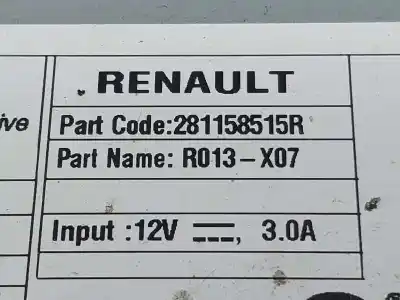 RENAULT
ive
Part Code:281158515R
Part Name: R013-X07
Input :12V ⎓, 3.0A